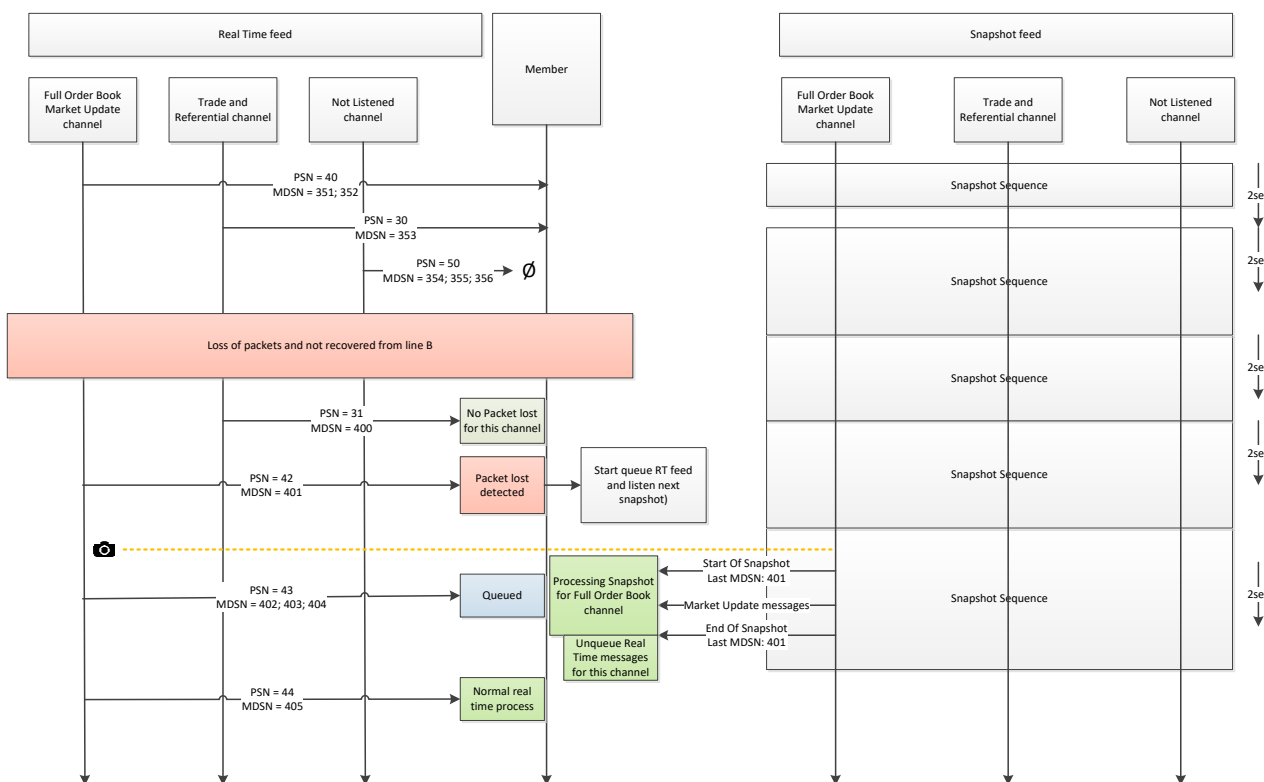 Real Time feed
Member
Snapshot feed
Full Order Book
Market Update
channel
Trade and
Referential channel
Not Listened
channel
Full Order Book
Market Update
channel
Trade and
Referential channel
Not Listened
channel
PSN = 40
MDSN = 351; 352
Snapshot Sequence
2se
PSN = 30
MDSN = 353
PSN = 50
MDSN = 354; 355; 356
Ø
Snapshot Sequence
2se
Loss of packets and not recovered from line B
Snapshot Sequence
2se
PSN = 31
MDSN = 400
No Packet lost
for this channel
PSN = 42
MDSN = 401
Packet lost
detected
Start queue RT feed
and listen next
snapshot)
Snapshot Sequence
2se
Start Of Snapshot
Last MDSN: 401
PSN = 43
MDSN = 402; 403; 404
Queued
Processing Snapshot
for Full Order Book
channel
Market Update messages
Snapshot Sequence
2se
End Of Snapshot
Last MDSN: 401
Unqueue Real
Time messages
for this channel
PSN = 44
MDSN = 405
Normal real
time process